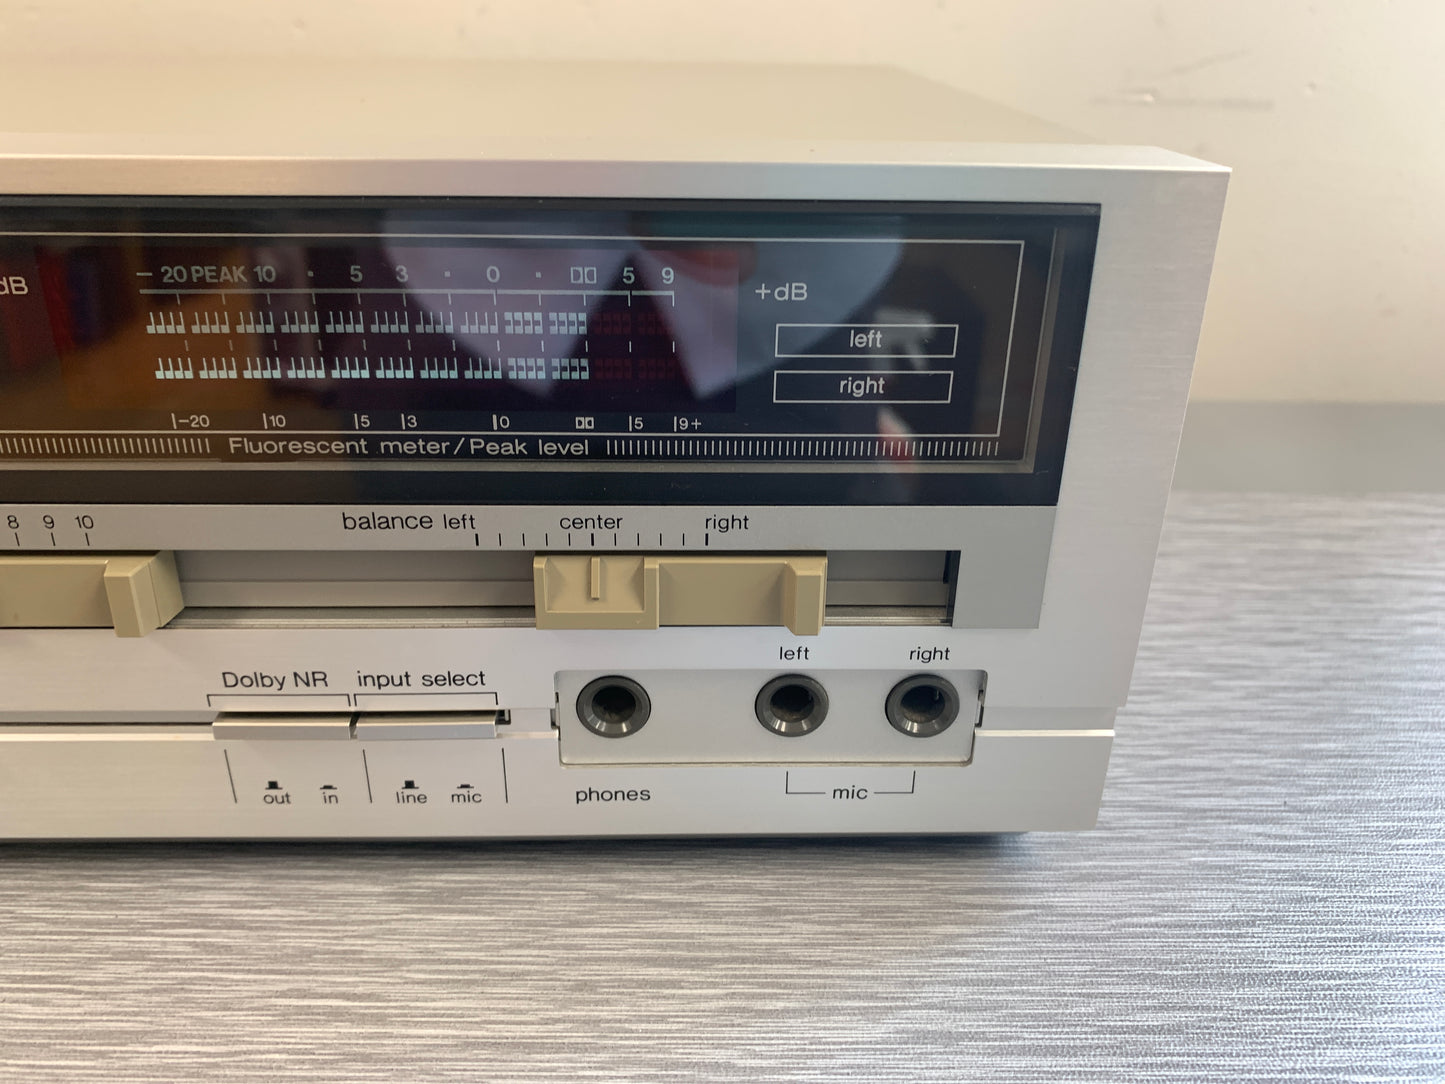 dB
− 20 PEAK 10 · 5 3 · 0 · 5 9
+dB
left
right
−20 10 5 3 0 5 9+
Fluorescent meter/Peak level
8 9 10
balance left center right
left right
Dolby NR input select
out in line mic
phones
mic